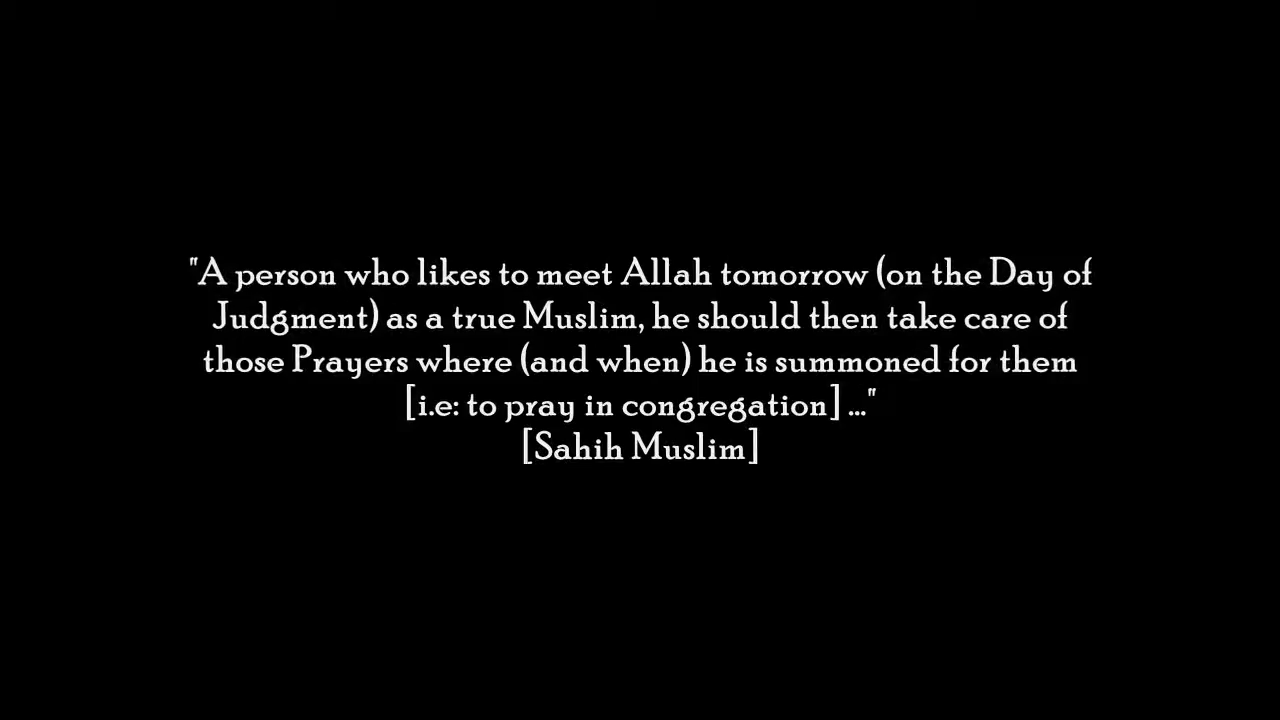 "A person who likes to meet Allah tomorrow (on the Day of
Judgment) as a true Muslim, he should then take care of
those Prayers where (and when) he is summoned for them
[i.e: to pray in congregation] ..."
[Sahih Muslim]